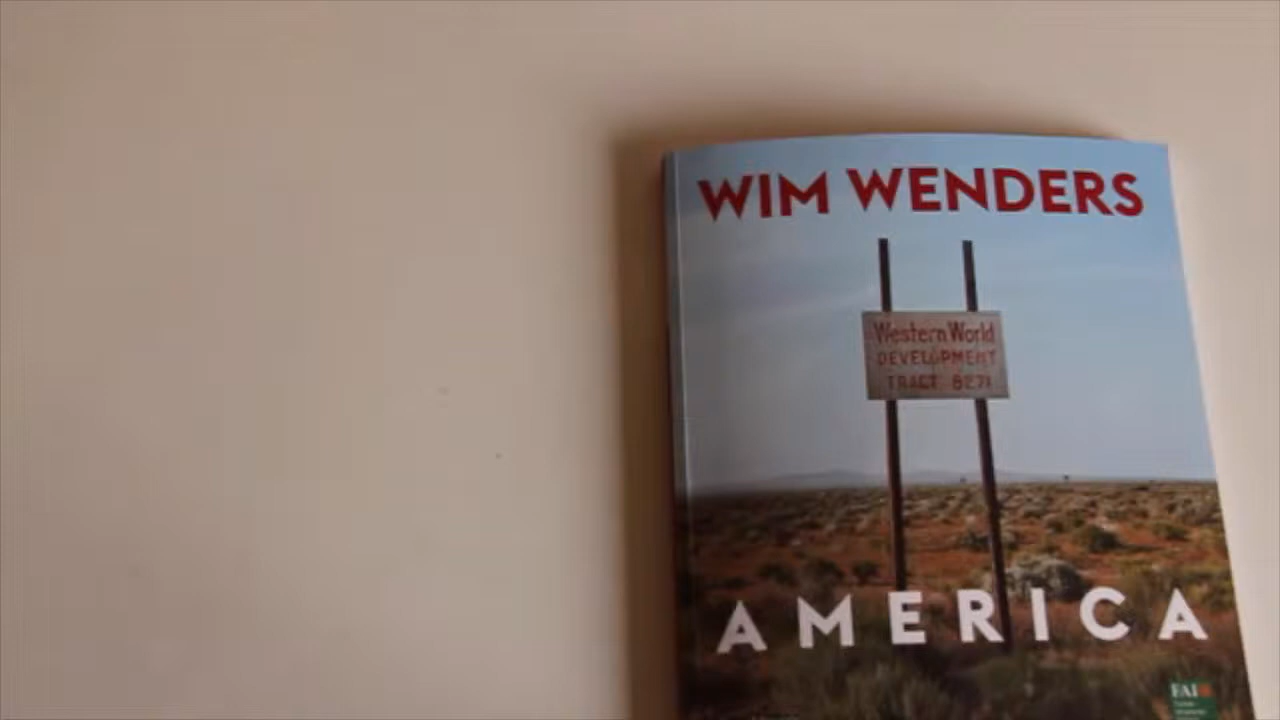 WIM WENDERS
Western World
DEVELOPMENT
TRACT 8271
AMERICA
FAI